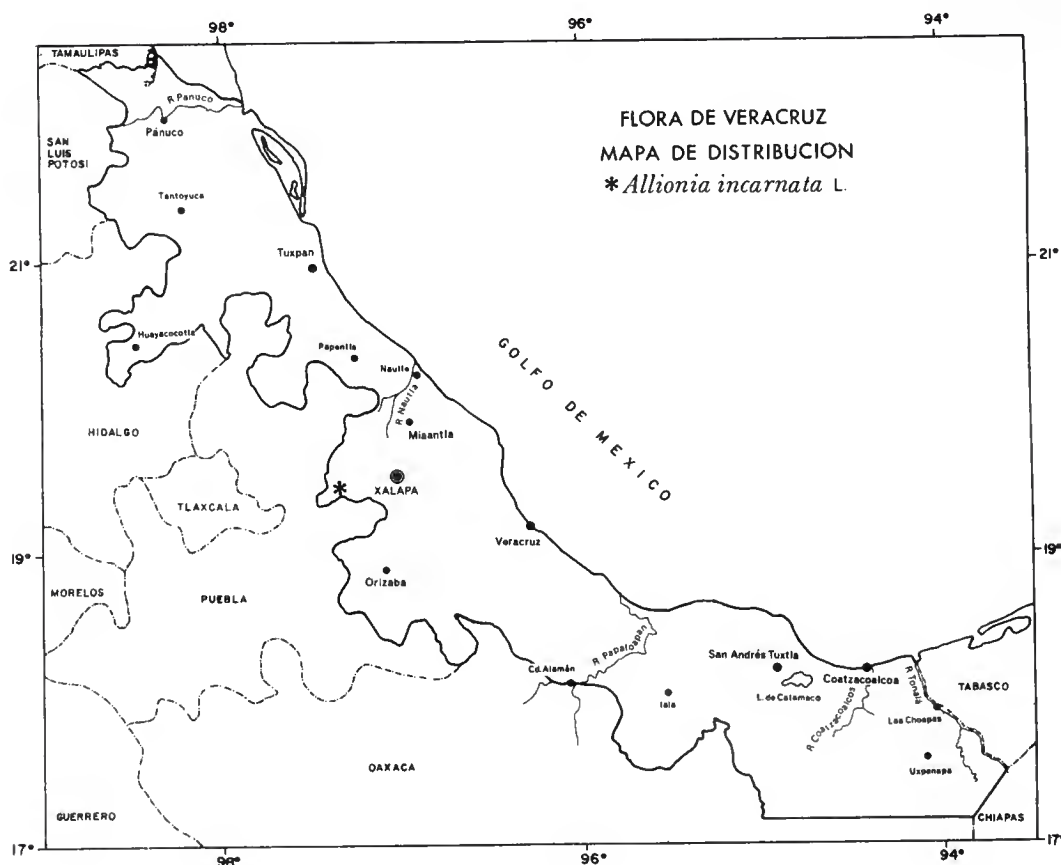 98°
96°
94°
TAMAULIPAS
R Panuco
Pánuco
FLORA DE VERACRUZ
MAPA DE DISTRIBUCION
* Allionia incarnata L.
SAN
LUIS
POTOSI
Tantoyuca
Tuxpan
21°
21°
Huayacocotla
Papantla
Nautla
R Nautla
GOLFO DE MEXICO
Misantla
HIDALGO
*
XALAPA
TLAXCALA
Veracruz
19°
19°
Orizaba
MORELOS
PUEBLA
R Papaloapan
Cd. Alemán
San Andrés Tuxtla
L. de Catemaco
Coatzacoalcos
R Tonalá
TABASCO
Isla
R Coatzacoalcos
Las Choapas
Uxpanapa
OAXACA
GUERRERO
CHIAPAS
17°
17°
98°
96°
94°